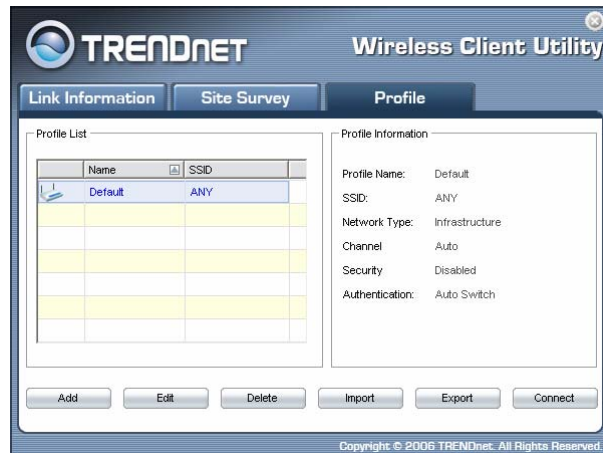 TRENDNET
Wireless Client Utility
Link Information
Site Survey
Profile
Profile List
Name SSID
Default ANY
Profile Information
Profile Name: Default
SSID: ANY
Network Type: Infrastructure
Channel Auto
Security Disabled
Authentication: Auto Switch
Add Edit Delete Import Export Connect
Copyright © 2006 TRENDnet. All Rights Reserved.